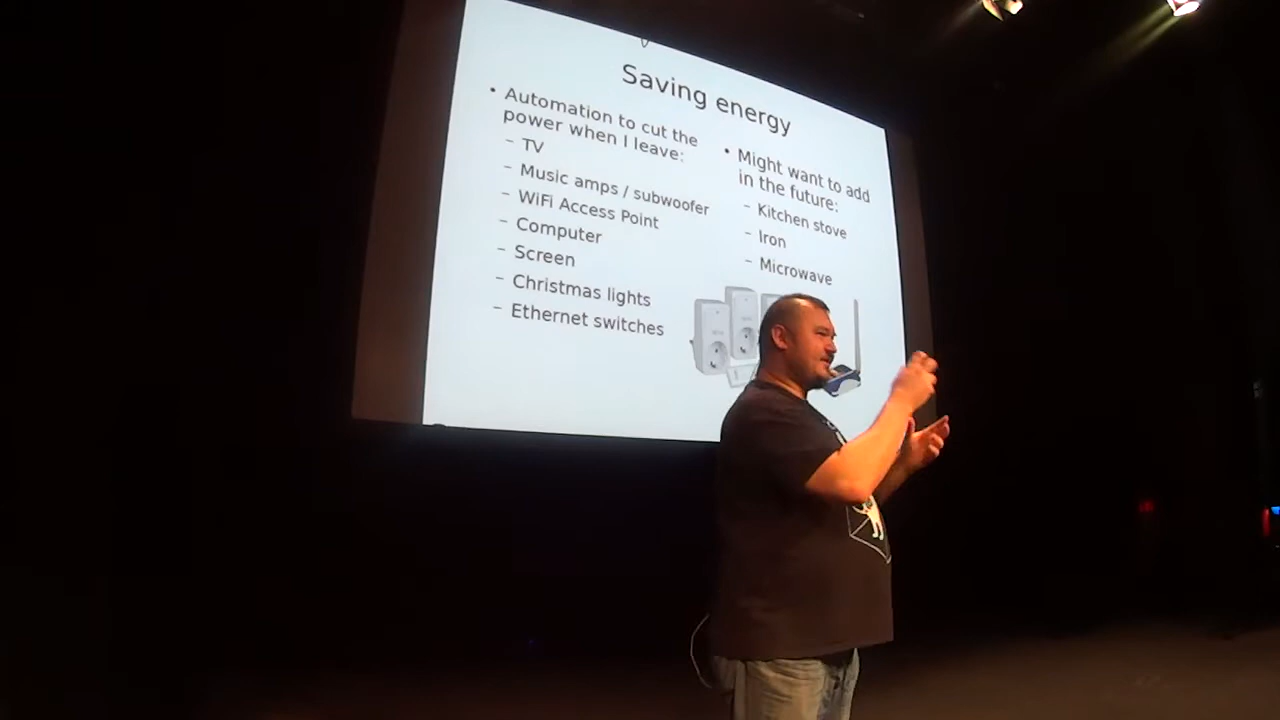 Saving energy
• Automation to cut the
power when I leave:
– TV
– Music amps / subwoofer
– WiFi Access Point
– Computer
– Screen
– Christmas lights
– Ethernet switches
• Might want to add
in the future:
– Kitchen stove
– Iron
– Microwave